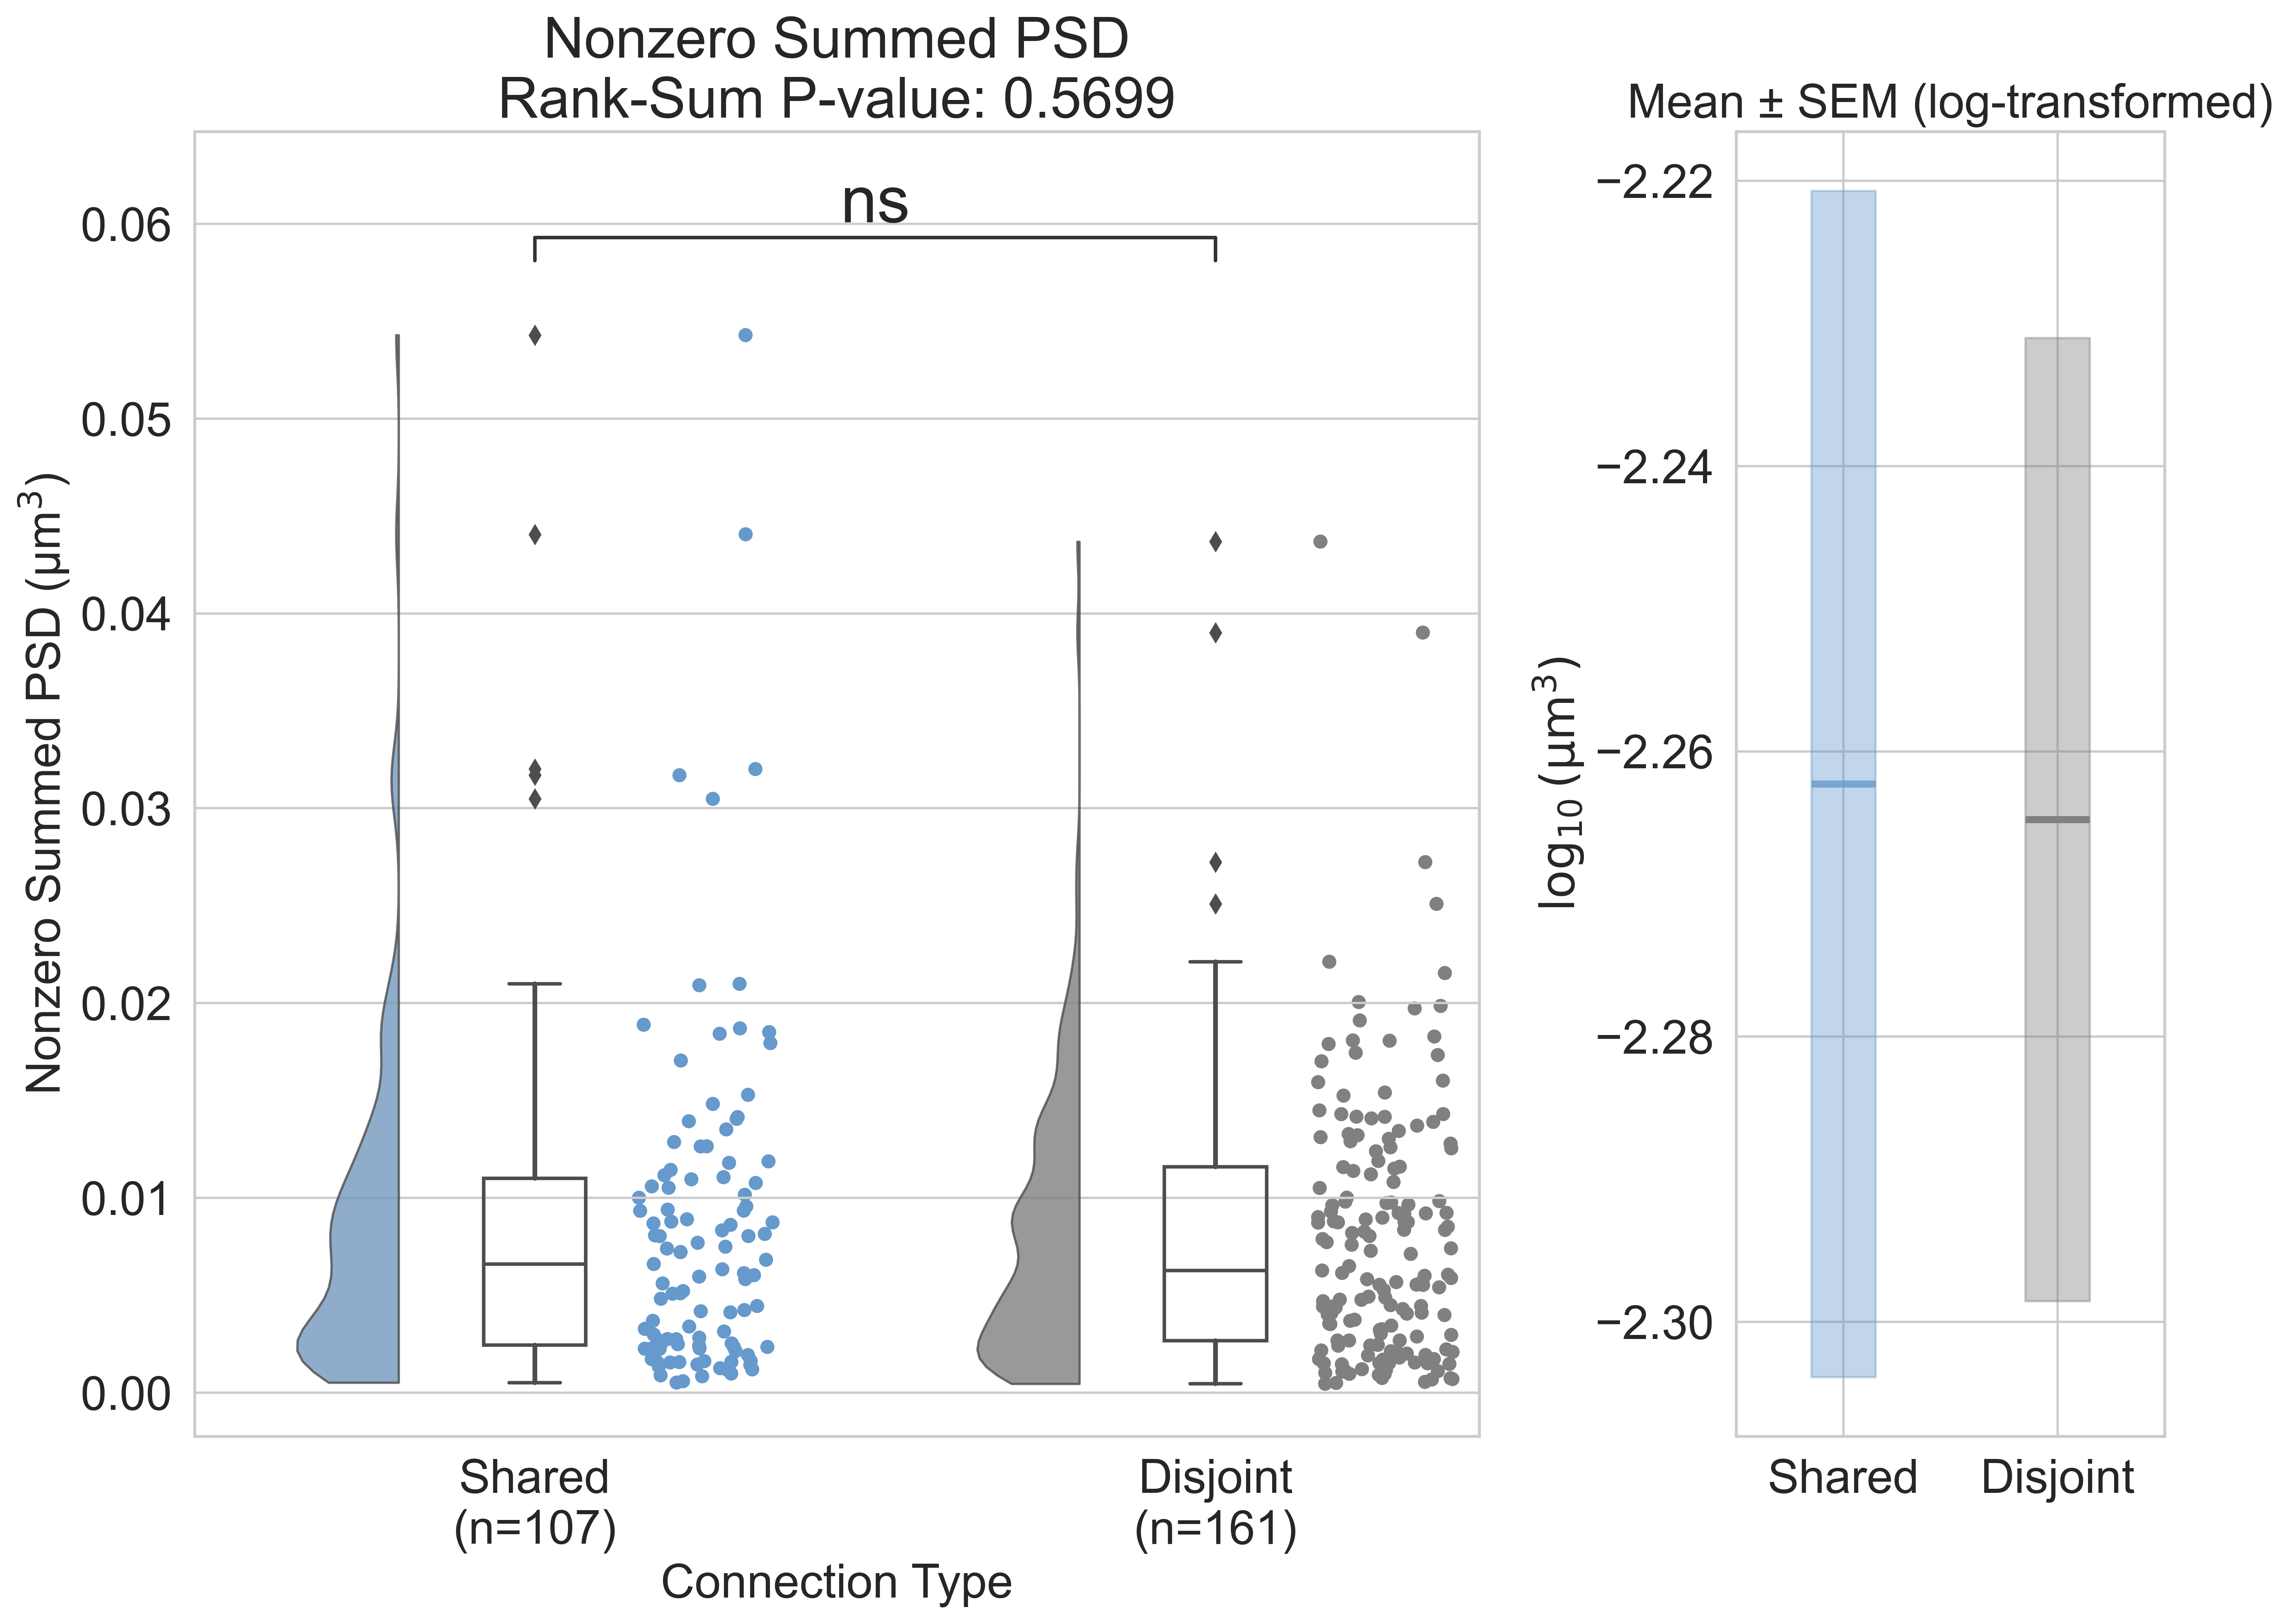 Nonzero Summed PSD
Rank-Sum P-value: 0.5699
ns
0.06
0.05
0.04
0.03
0.02
0.01
0.00
Nonzero Summed PSD (µm³)
Shared
(n=107)
Disjoint
(n=161)
Connection Type
Mean ± SEM (log-transformed)
−2.22
−2.24
−2.26
−2.28
−2.30
log₁₀ (µm³)
Shared
Disjoint